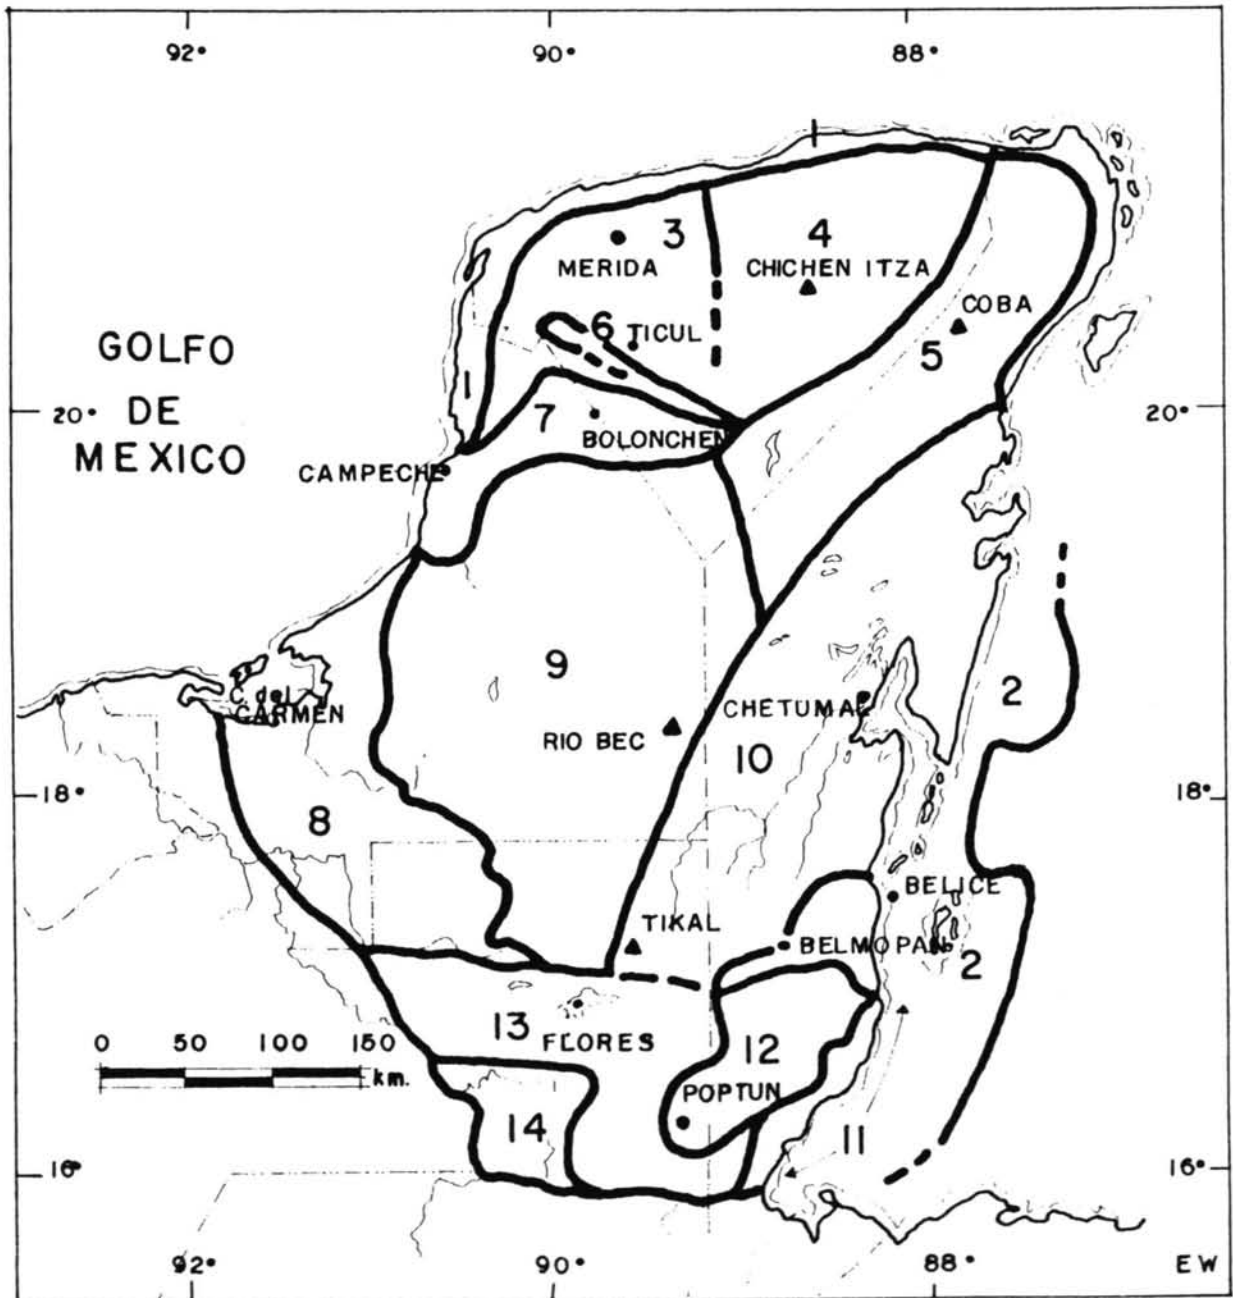 92° 90° 88°
3 4
MERIDA CHICHEN ITZA
COBA
6 TICUL
5
GOLFO
DE
MEXICO
1
20° 20°
7
BOLONCHEN
CAMPECHE
9
2
C del
CARMEN
CHETUMAL
RIO BEC
10
18° 18°
8
BELICE
TIKAL
BELMOPAN
2
13
FLORES
12
0 50 100 150
km.
POPTUN
14
11
16° 16°
92° 90° 88°
EW